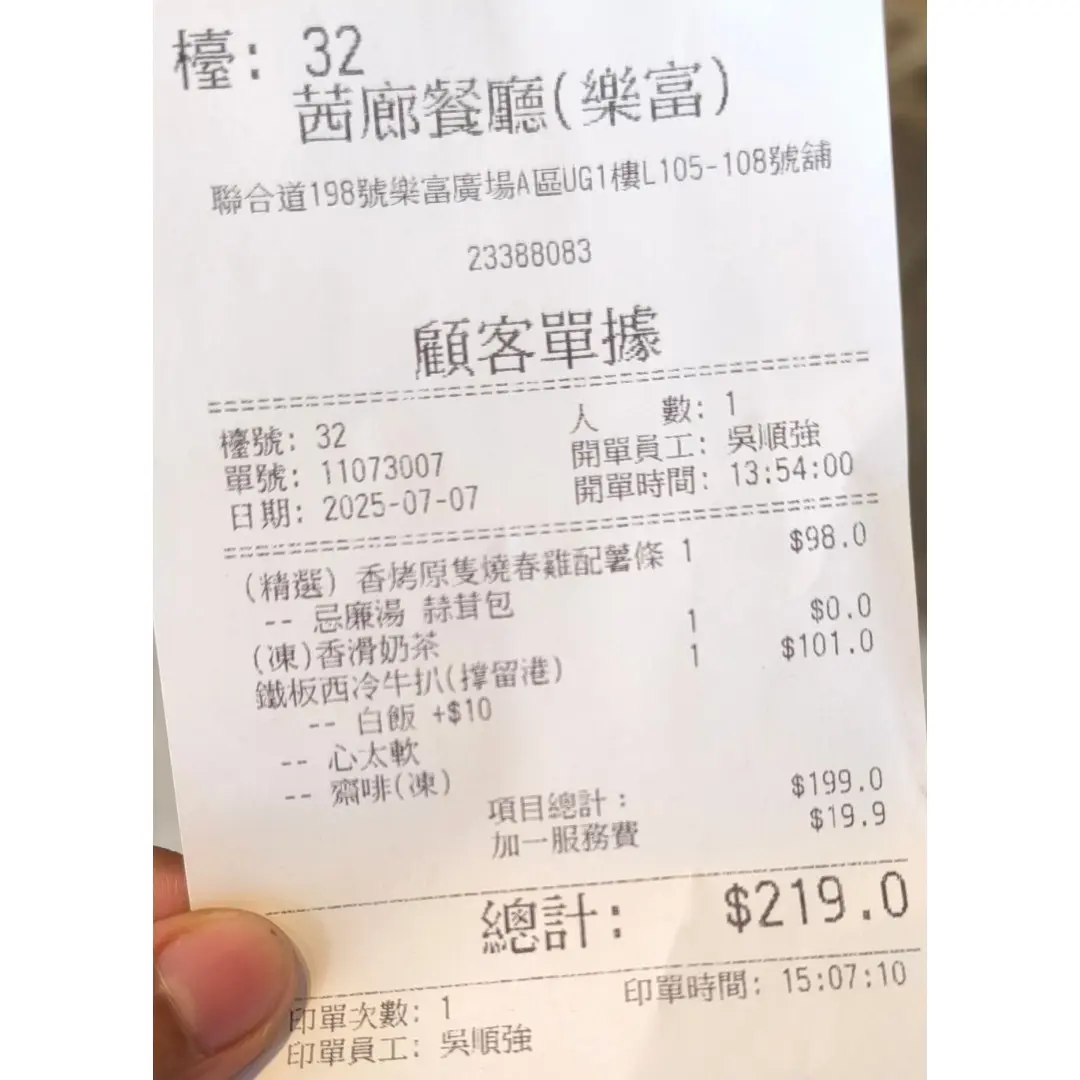 檯: 32
茜廊餐廳(樂富)
聯合道198號樂富廣場A區UG1樓L105-108號舖
23388083
顧客單據
檯號: 32 人 數: 1
單號: 11073007 開單員工: 吳順強
日期: 2025-07-07 開單時間: 13:54:00
(精選) 香烤原隻燒春雞配薯條 1 $98.0
-- 忌廉湯 蒜茸包
(凍)香滑奶茶 1 $0.0
鐵板西冷牛扒(撐留港) 1 $101.0
-- 白飯 +$10
-- 心太軟
-- 齋啡(凍)
項目總計: $199.0
加一服務費 $19.9
總計: $219.0
印單次數: 1 印單時間: 15:07:10
印單員工: 吳順強